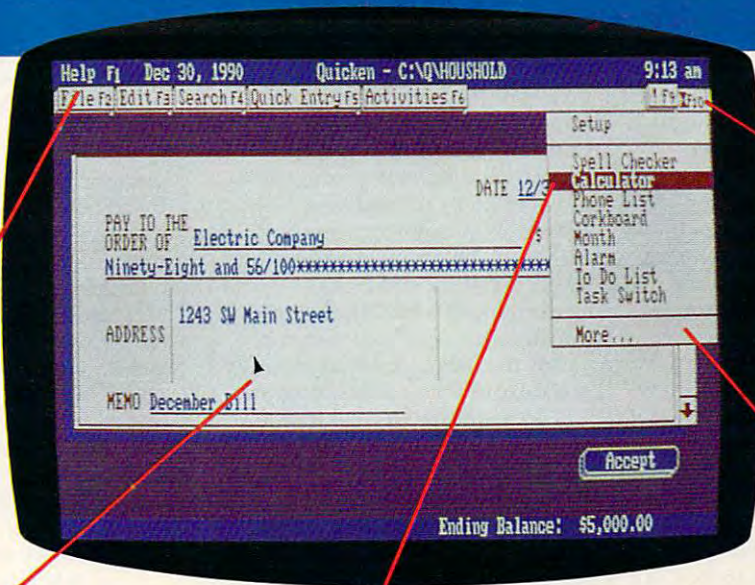 Help F1 Dec 30, 1990 Quicken - C:\Q\HOUSHOLD 9:13 am
File F2 Edit F3 Search F4 Quick Entry F5 Activities F6 ! F9 ΣF10
Setup
Spell Checker
DATE 12/3 Calculator
Phone List
PAY TO THE Corkboard
ORDER OF Electric Company $ Month
Alarm
Ninety-Eight and 56/100******************************** To Do List
Task Switch
1243 SW Main Street
ADDRESS More...
MEMO December Bill
Accept
Ending Balance: $5,000.00